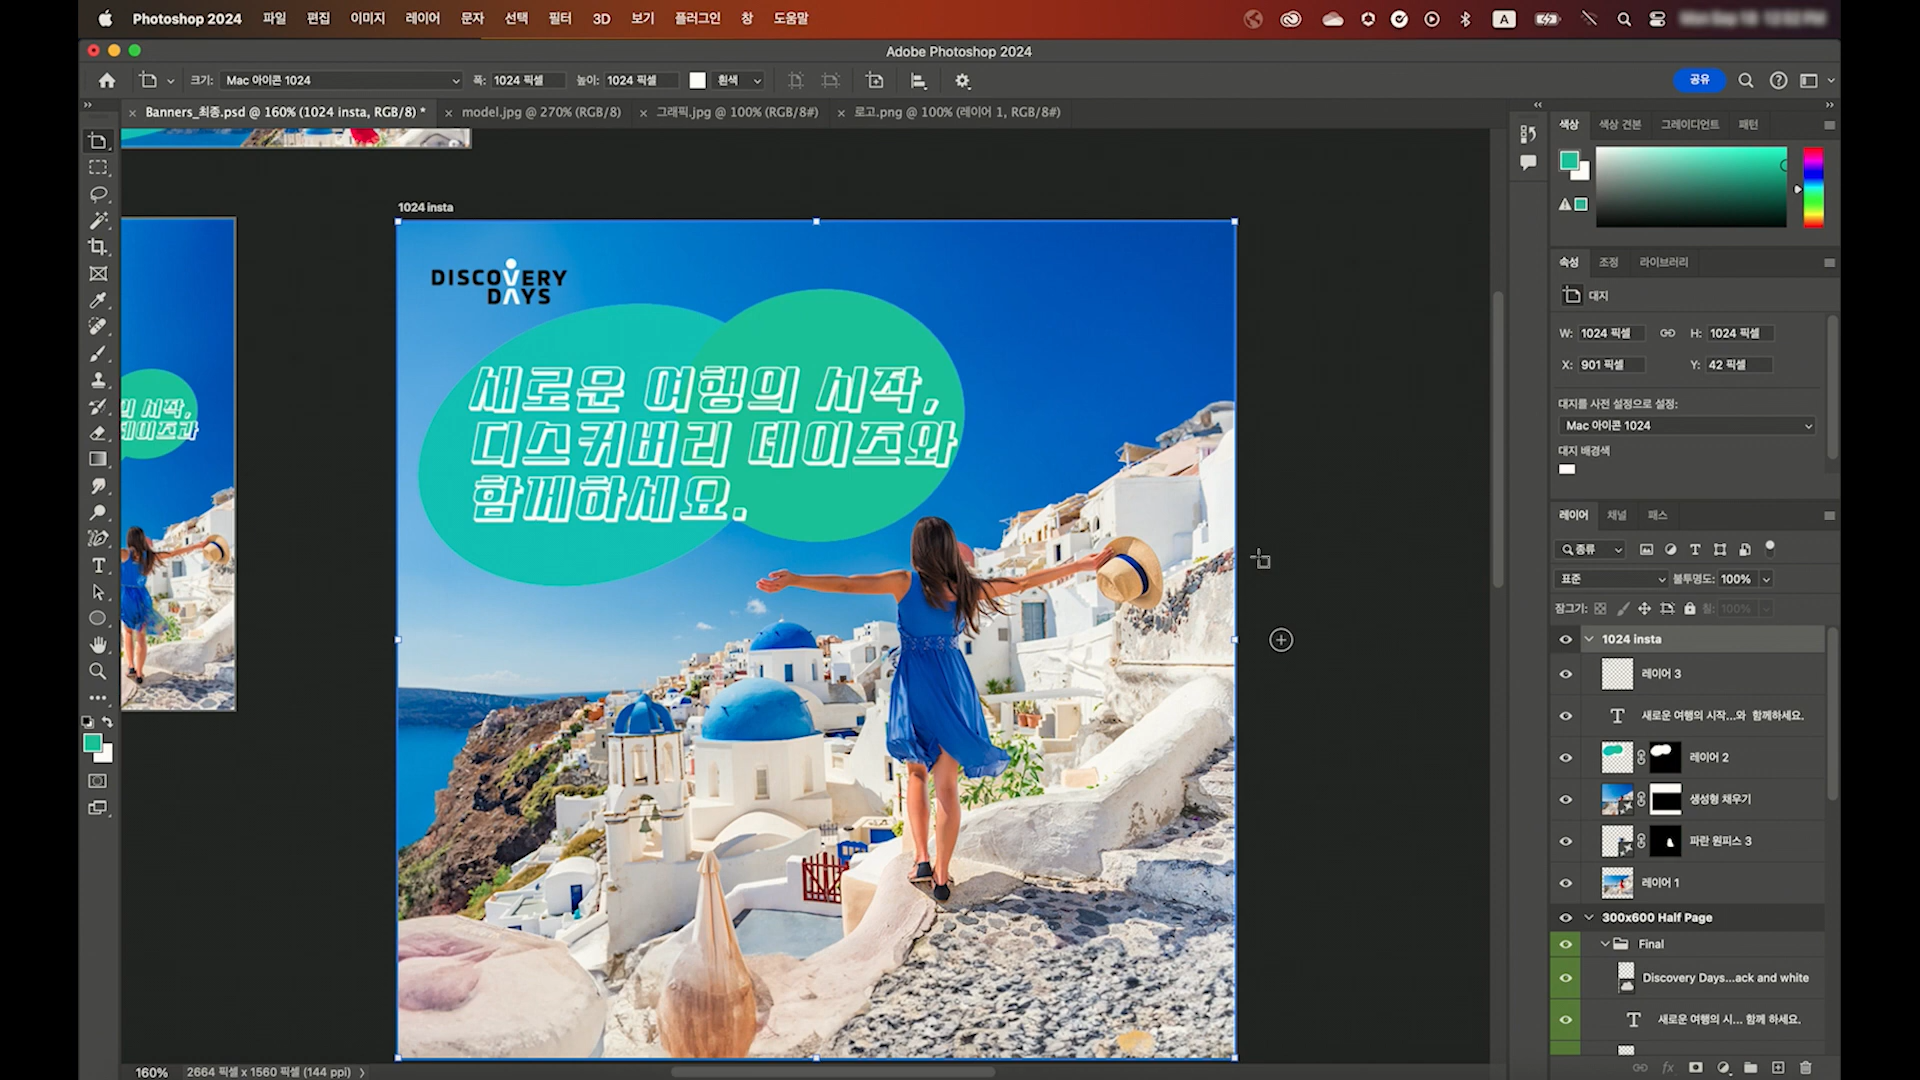 Photoshop 2024 파일 편집 이미지 레이어 문자 선택 필터 3D 보기 플러그인 창 도움말 A
Adobe Photoshop 2024
크기: Mac 아이콘 1024 폭: 1024 픽셀 높이: 1024 픽셀 흰색 공유
Banners_최종.psd @ 160% (1024 insta, RGB/8) * model.jpg @ 270% (RGB/8) 그래픽.jpg @ 100% (RGB/8#) 로고.png @ 100% (레이어 1, RGB/8#)
1024 insta
DISCOVERY
DAYS
새로운 여행의 시작,
디스커버리 데이즈와
함께하세요.
의 시작,
데이즈과
160% 2664 픽셀 x 1560 픽셀 (144 ppi)
색상 색상 견본 그레이디언트 패턴
속성 조정 라이브러리
대지
W: 1024 픽셀 H: 1024 픽셀
X: 901 픽셀 Y: 42 픽셀
대지를 사전 설정으로 설정:
Mac 아이콘 1024
대지 배경색
레이어 채널 패스
종류
표준 불투명도: 100%
잠그기: 칠: 100%
1024 insta
레이어 3
새로운 여행의 시작...와 함께하세요.
레이어 2
생성형 채우기
파란 원피스 3
레이어 1
300x600 Half Page
Final
Discovery Days...ack and white
새로운 여행의 시... 함께 하세요.